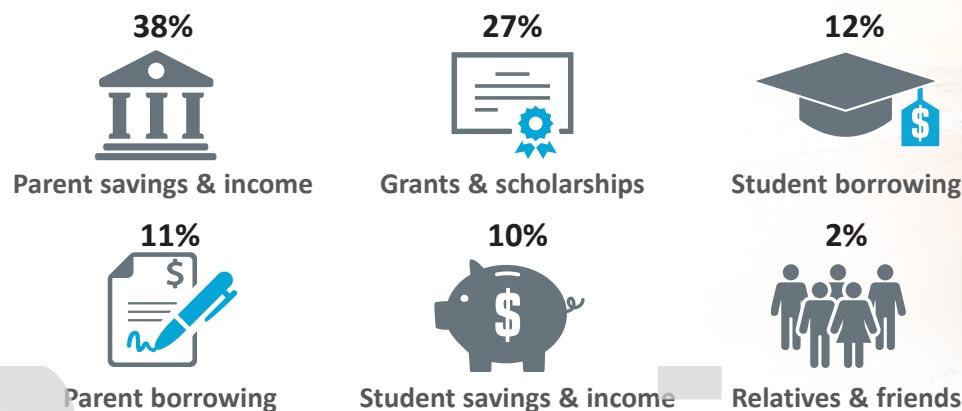 38%
27%
12%
$
Parent savings & income
Grants & scholarships
Student borrowing
11%
10%
2%
$
$
Parent borrowing
Student savings & income
Relatives & friends